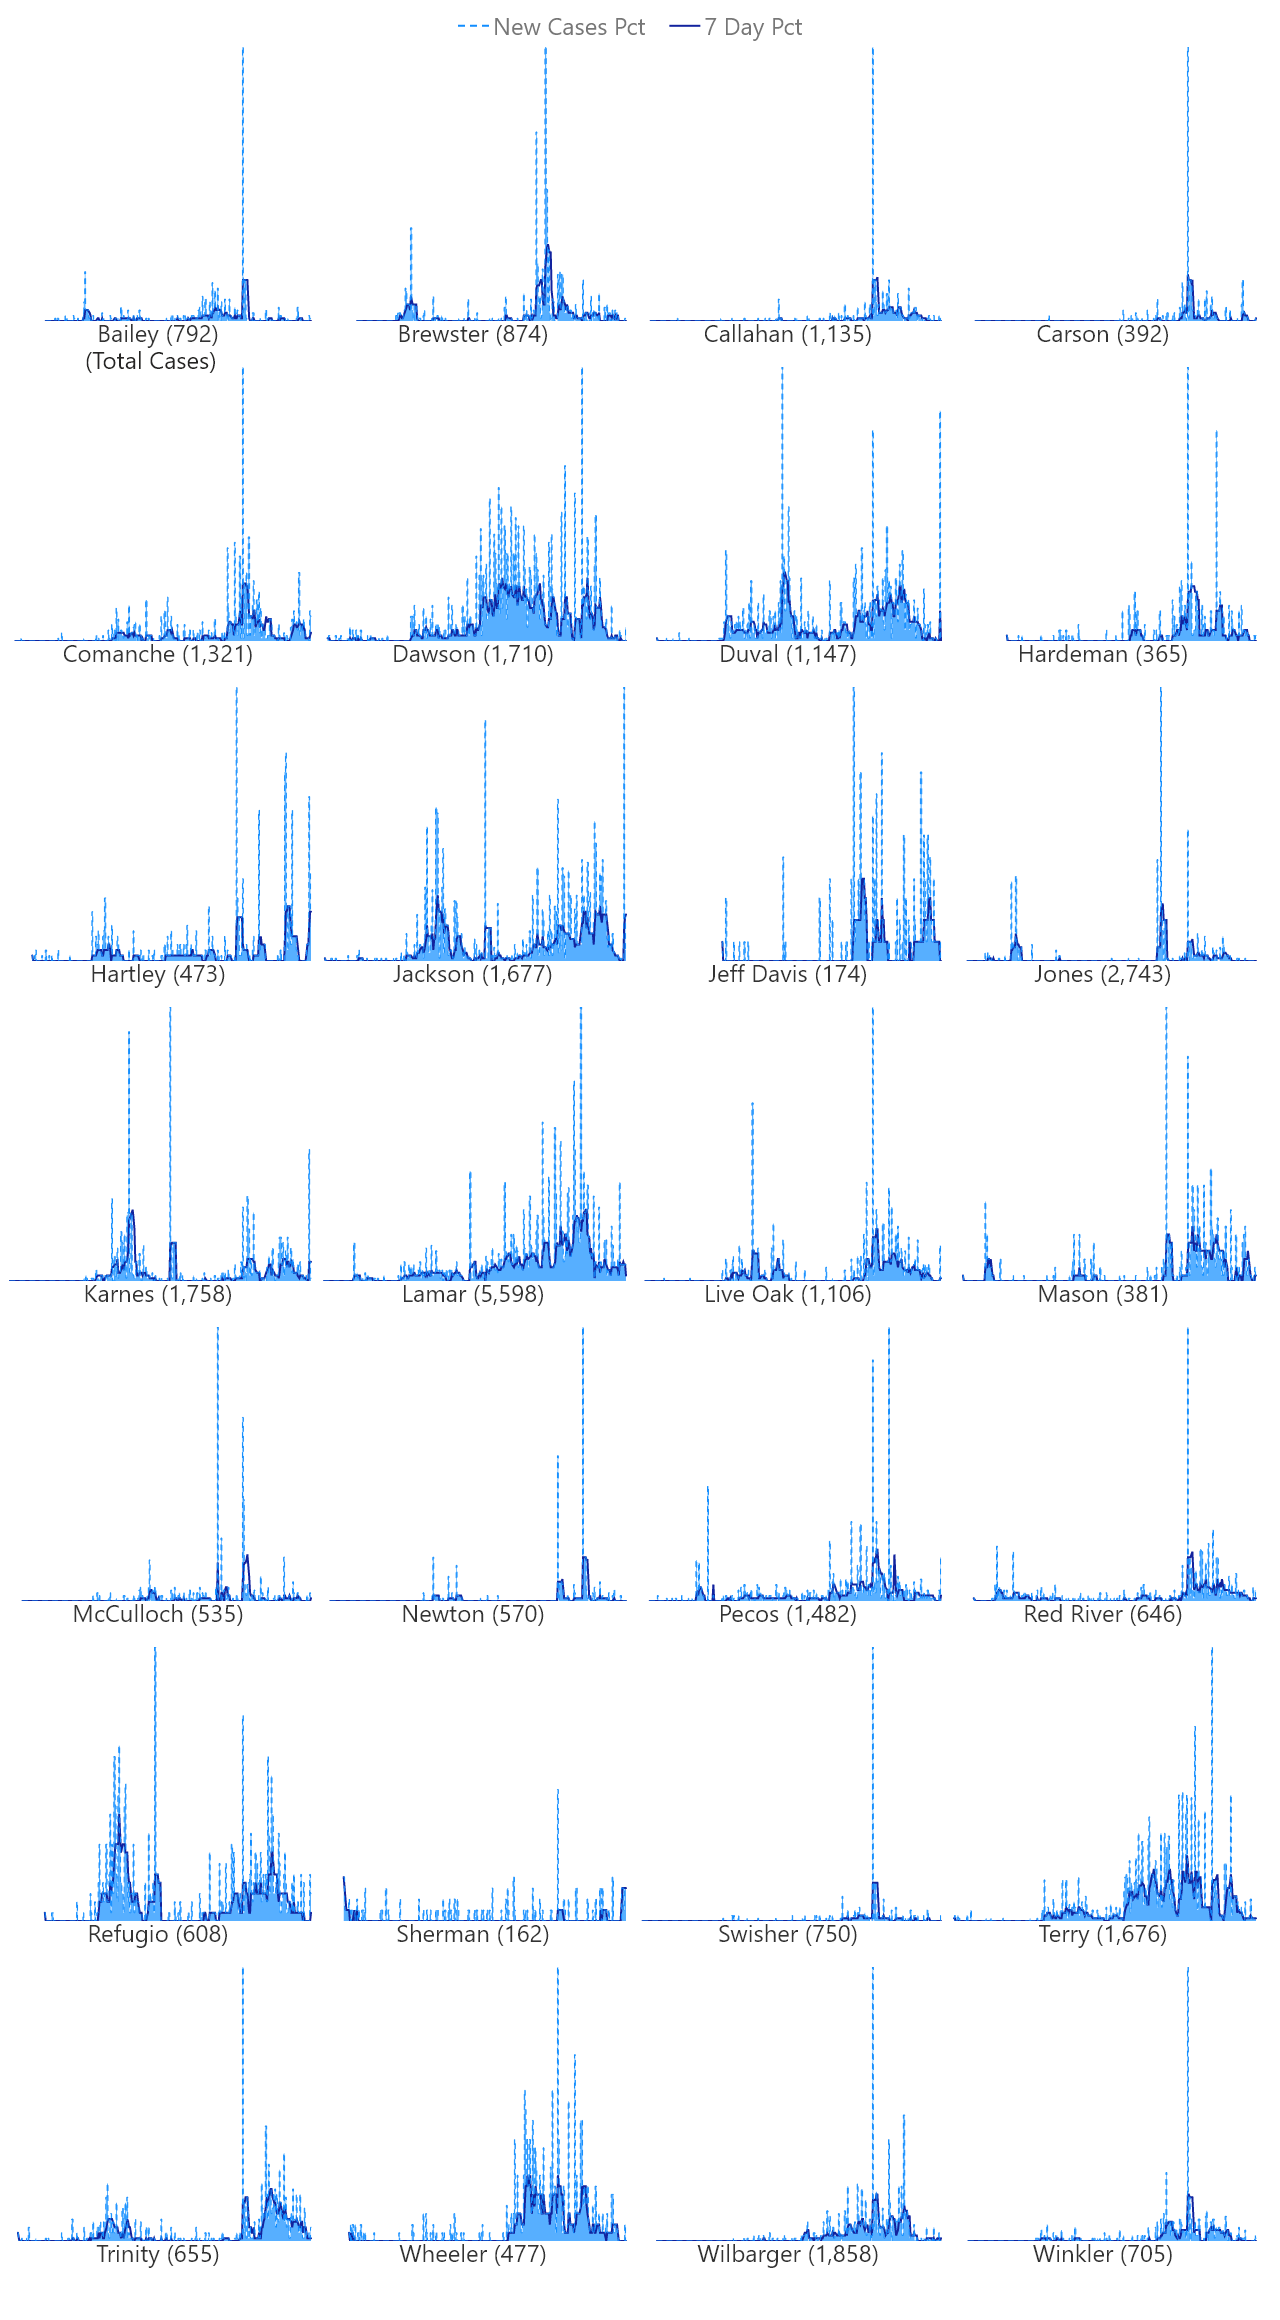 New Cases Pct 7 Day Pct
Bailey (792) Brewster (874) Callahan (1,135) Carson (392)
(Total Cases)
Comanche (1,321) Dawson (1,710) Duval (1,147) Hardeman (365)
Hartley (473) Jackson (1,677) Jeff Davis (174) Jones (2,743)
Karnes (1,758) Lamar (5,598) Live Oak (1,106) Mason (381)
McCulloch (535) Newton (570) Pecos (1,482) Red River (646)
Refugio (608) Sherman (162) Swisher (750) Terry (1,676)
Trinity (655) Wheeler (477) Wilbarger (1,858) Winkler (705)